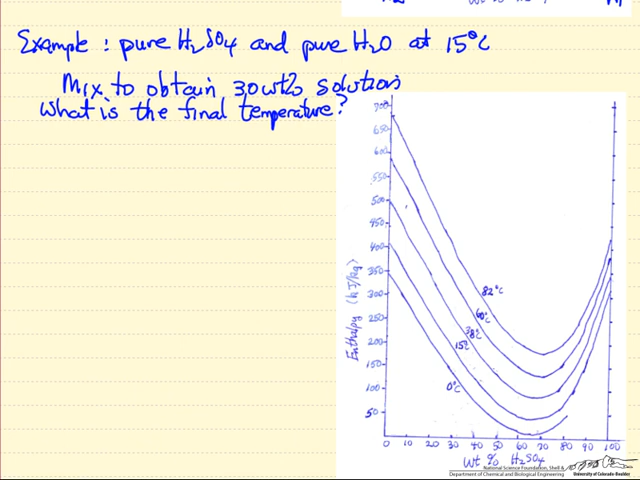 Example : pure H₂SO₄ and pure H₂O at 15°C
Mix to obtain 30wt% solution
What is the final temperature?
700
650
600
550
500
450
400
350
300
250
200
150
100
50
Enthalpy (kJ/kg)
82°C
60°C
38°C
15°C
0°C
0 10 20 30 40 50 60 70 80 90 100
Wt % H₂SO₄
National Science Foundation, Shell &
Department of Chemical and Biological Engineering
University of Colorado Boulder